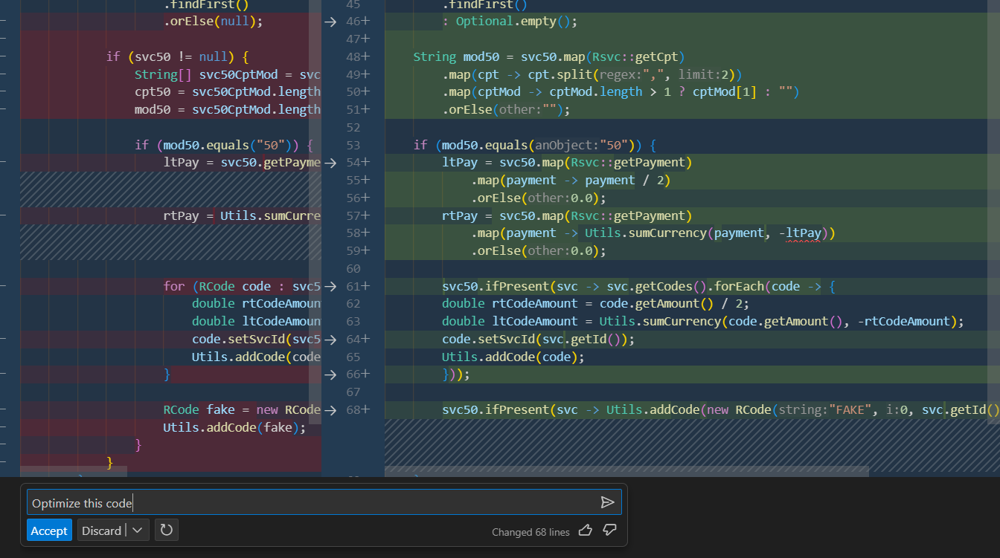 .findFirst()
.orElse(null);
if (svc50 != null) {
String[] svc50CptMod = svc
cpt50 = svc50CptMod.length
mod50 = svc50CptMod.length
if (mod50.equals("50")) {
ltPay = svc50.getPayme
rtPay = Utils.sumCurre
for (RCode code : svc5
double rtCodeAmoun
double ltCodeAmoun
code.setSvcId(svc5
Utils.addCode(code
}
RCode fake = new RCode
Utils.addCode(fake);
}
}
45 .findFirst()
46+ : Optional.empty();
47+
48+ String mod50 = svc50.map(Rsvc::getCpt)
49+ .map(cpt -> cpt.split(regex:",", limit:2))
50+ .map(cptMod -> cptMod.length > 1 ? cptMod[1] : "")
51+ .orElse(other:"");
52
53 if (mod50.equals(anObject:"50")) {
54+ ltPay = svc50.map(Rsvc::getPayment)
55+ .map(payment -> payment / 2)
56+ .orElse(other:0.0);
57+ rtPay = svc50.map(Rsvc::getPayment)
58+ .map(payment -> Utils.sumCurrency(payment, -ltPay))
59+ .orElse(other:0.0);
60
61+ svc50.ifPresent(svc -> svc.getCodes().forEach(code -> {
62 double rtCodeAmount = code.getAmount() / 2;
63 double ltCodeAmount = Utils.sumCurrency(code.getAmount(), -rtCodeAmount);
64+ code.setSvcId(svc.getId());
65 Utils.addCode(code);
66+ }));
67
68+ svc50.ifPresent(svc -> Utils.addCode(new RCode(string:"FAKE", i:0, svc.getId()
Optimize this code
Accept Discard Changed 68 lines